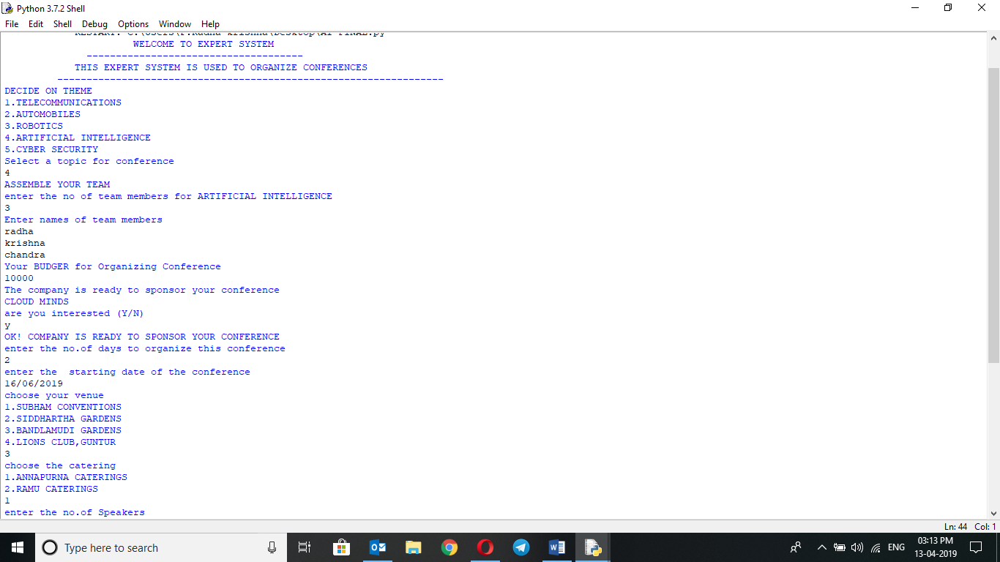 Python 3.7.2 Shell
File Edit Shell Debug Options Window Help
RESTART: C:\Users\P.Radha krishna\Desktop\AI FINAL.py
WELCOME TO EXPERT SYSTEM
-------------------------------------
THIS EXPERT SYSTEM IS USED TO ORGANIZE CONFERENCES
------------------------------------------------------------------
DECIDE ON THEME
1.TELECOMMUNICATIONS
2.AUTOMOBILES
3.ROBOTICS
4.ARTIFICIAL INTELLIGENCE
5.CYBER SECURITY
Select a topic for conference
4
ASSEMBLE YOUR TEAM
enter the no of team members for ARTIFICIAL INTELLIGENCE
3
Enter names of team members
radha
krishna
chandra
Your BUDGER for Organizing Conference
10000
The company is ready to sponsor your conference
CLOUD MINDS
are you interested (Y/N)
y
OK! COMPANY IS READY TO SPONSOR YOUR CONFERENCE
enter the no.of days to organize this conference
2
enter the  starting date of the conference
16/06/2019
choose your venue
1.SUBHAM CONVENTIONS
2.SIDDHARTHA GARDENS
3.BANDLAMUDI GARDENS
4.LIONS CLUB,GUNTUR
3
choose the catering
1.ANNAPURNA CATERINGS
2.RAMU CATERINGS
1
enter the no.of Speakers
Ln: 44 Col: 1
Type here to search
ENG
03:13 PM
13-04-2019